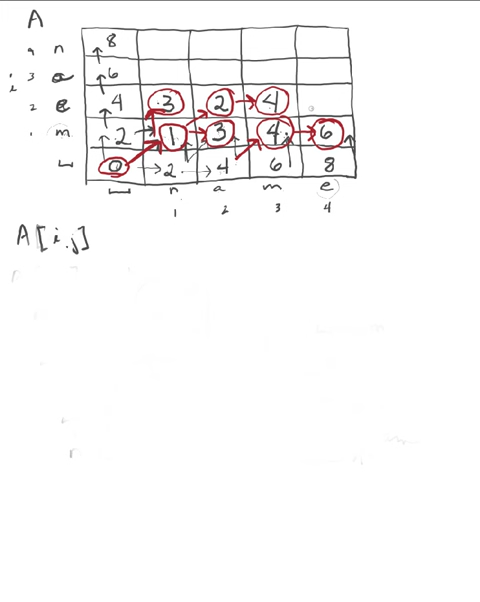 A
4 n 8
i 3 a 6
2 e 4 3 2 4
1 m 2 1 3 4 6
0 2 4 6 8
n a m e
1 2 3 4
A[i,j]